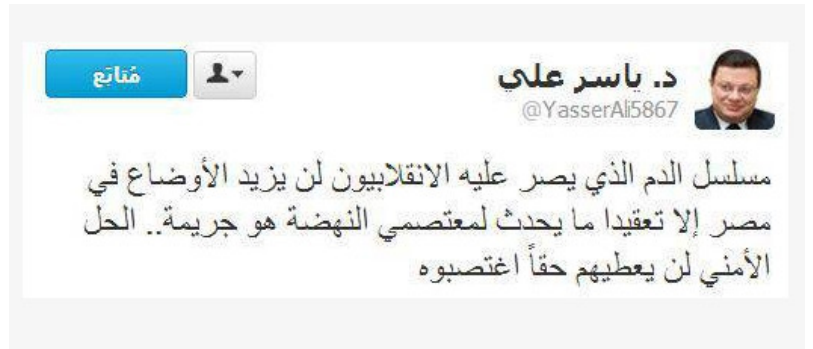 د. ياسر علي
مُتابَع
@YasserAli5867
مسلسل الدم الذي يصر عليه الانقلابيون لن يزيد الأوضاع في
مصر إلا تعقيدا ما يحدث لمعتصمي النهضة هو جريمة.. الحل
الأمني لن يعطيهم حقاً اغتصبوه